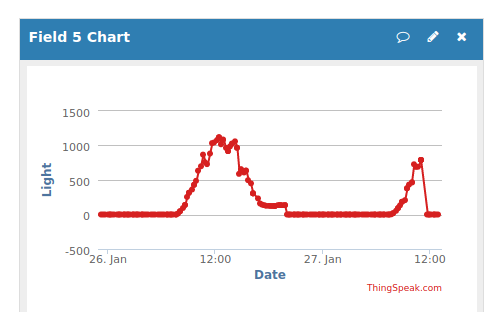 Field 5 Chart
1500
1000
500
0
-500
Light
26. Jan
12:00
27. Jan
12:00
Date
ThingSpeak.com